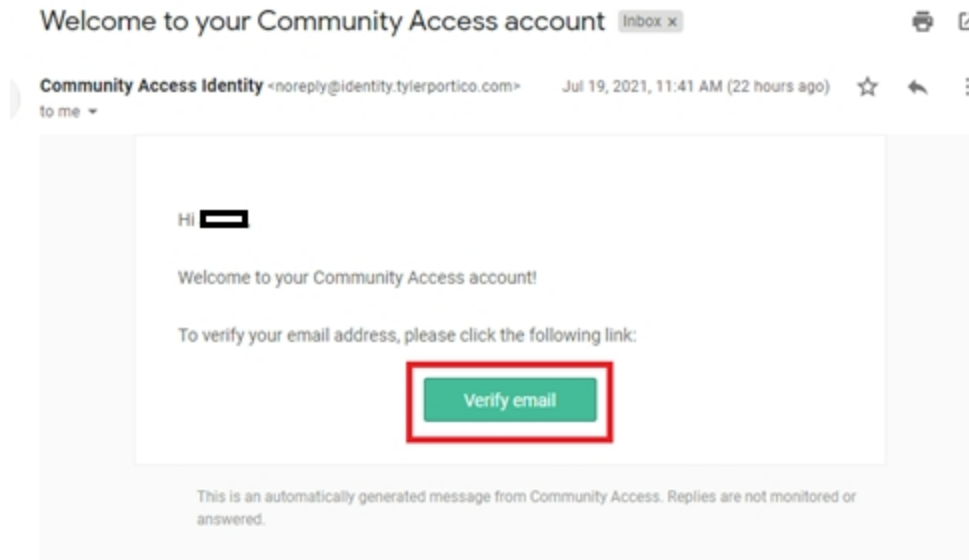 Welcome to your Community Access account Inbox x
Community Access Identity <noreply@identity.tylerportico.com> Jul 19, 2021, 11:41 AM (22 hours ago)
to me
Hi
Welcome to your Community Access account!
To verify your email address, please click the following link:
Verify email
This is an automatically generated message from Community Access. Replies are not monitored or
answered.